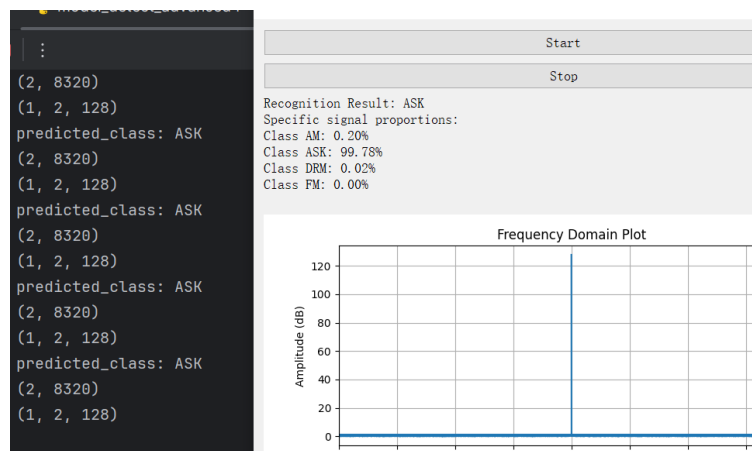 (2, 8320)
(1, 2, 128)
predicted_class: ASK
(2, 8320)
(1, 2, 128)
predicted_class: ASK
(2, 8320)
(1, 2, 128)
predicted_class: ASK
(2, 8320)
(1, 2, 128)
predicted_class: ASK
(2, 8320)
(1, 2, 128)
Start
Stop
Recognition Result: ASK
Specific signal proportions:
Class AM: 0.20%
Class ASK: 99.78%
Class DRM: 0.02%
Class FM: 0.00%
Frequency Domain Plot
Amplitude (dB)
120
100
80
60
40
20
0